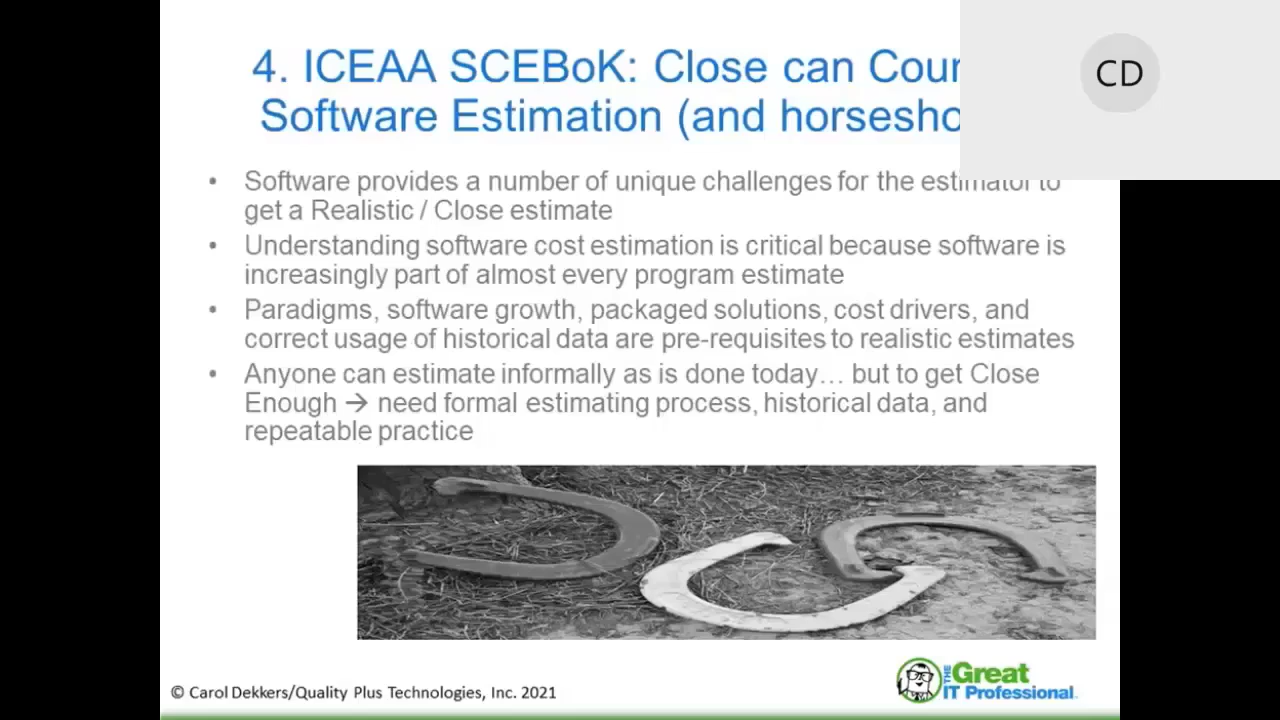 4. ICEAA SCEBoK: Close can
Software Estimation (and
CD
• Software provides a number of unique challenges for the estimator to
get a Realistic / Close estimate
• Understanding software cost estimation is critical because software is
increasingly part of almost every program estimate
• Paradigms, software growth, packaged solutions, cost drivers, and
correct usage of historical data are pre-requisites to realistic estimates
• Anyone can estimate informally as is done today… but to get Close
Enough → need formal estimating process, historical data, and
repeatable practice
© Carol Dekkers/Quality Plus Technologies, Inc. 2021
THE Great
IT Professional